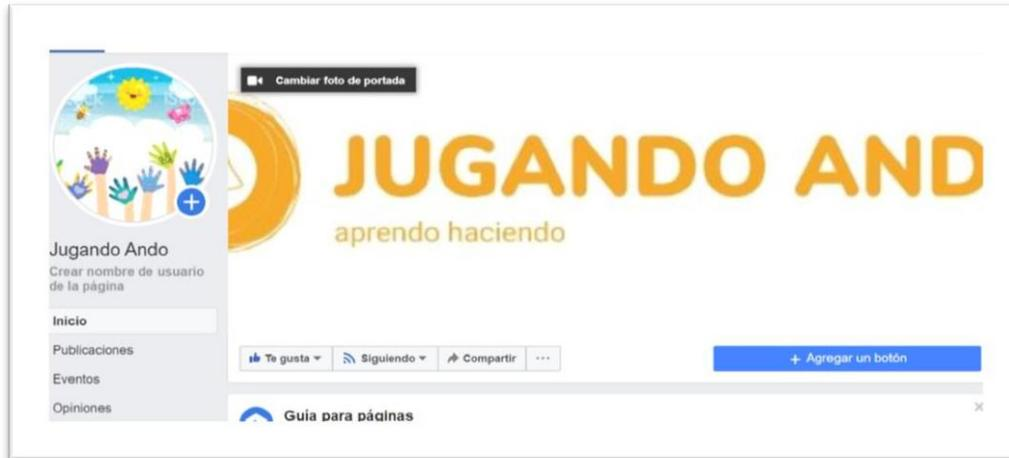 Cambiar foto de portada
JUGANDO AND
aprendo haciendo
Jugando Ando
Crear nombre de usuario
de la página
Inicio
Publicaciones
Eventos
Opiniones
Te gusta
Siguiendo
Compartir
+ Agregar un botón
Guía para páginas